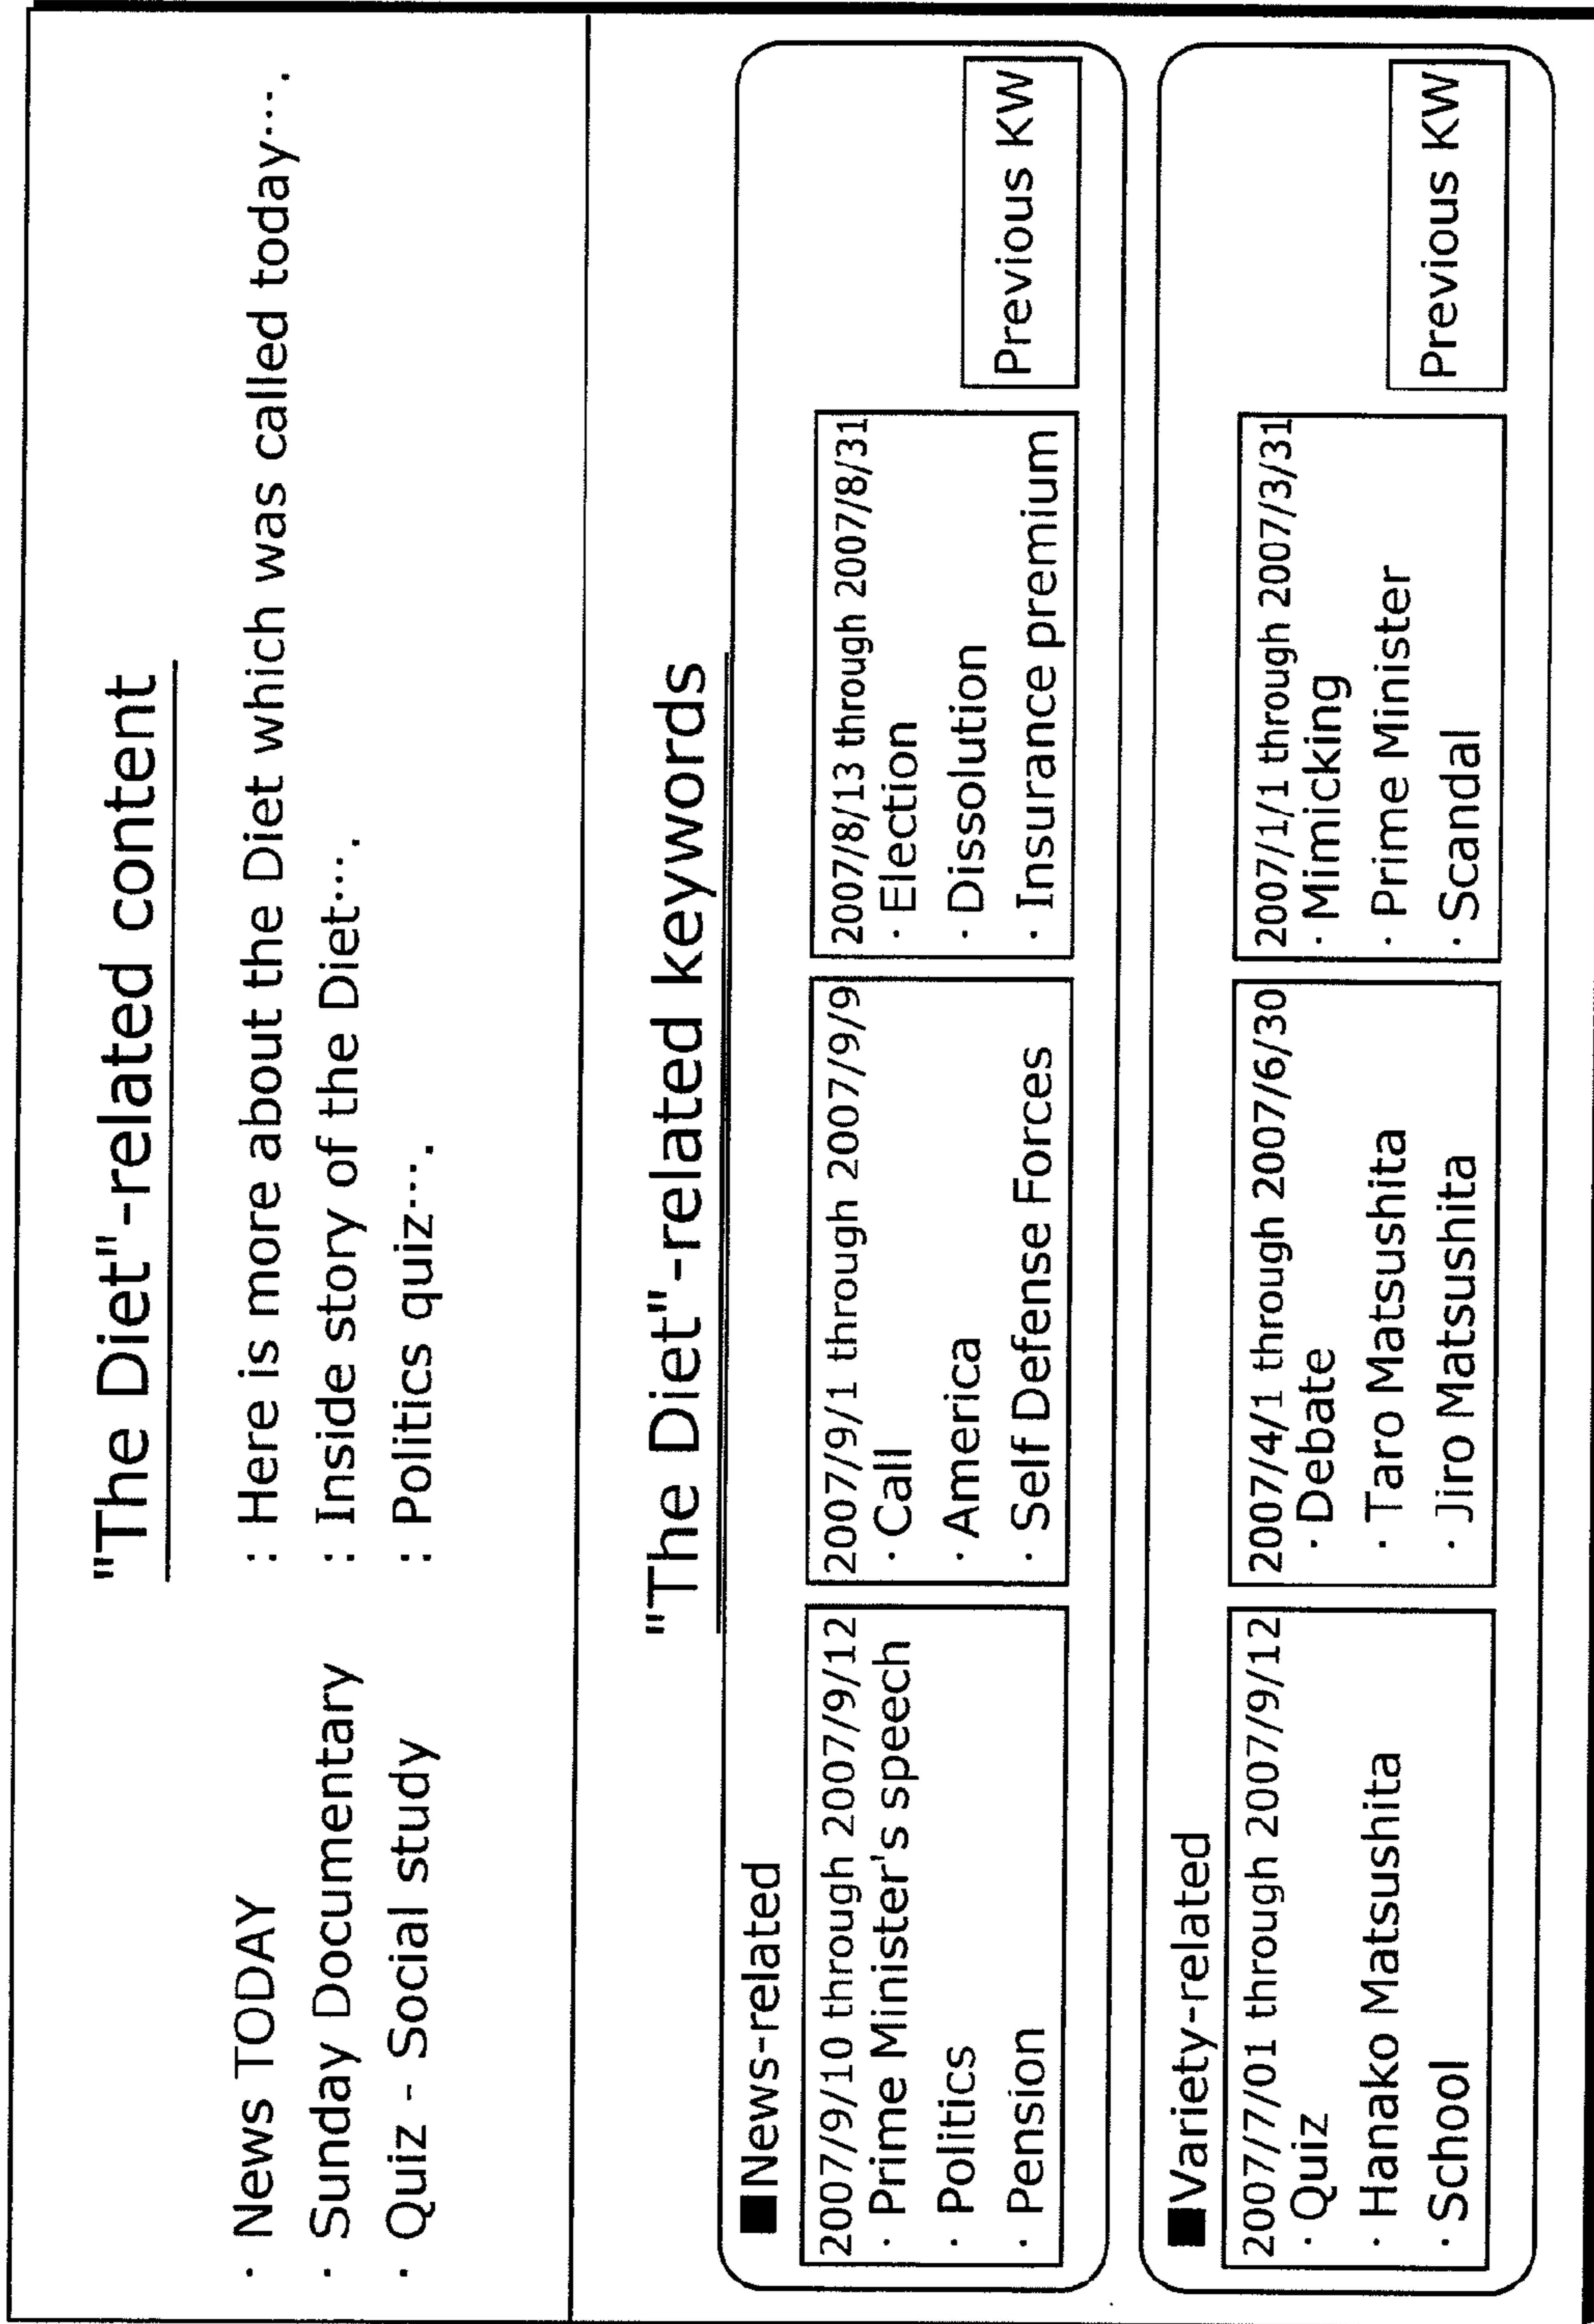 "The Diet"-related content
· News TODAY : Here is more about the Diet which was called today···.
· Sunday Documentary : Inside story of the Diet···.
· Quiz - Social study : Politics quiz···.
"The Diet"-related keywords
■News-related
2007/9/10 through 2007/9/12
· Prime Minister's speech
· Politics
· Pension
2007/9/1 through 2007/9/9
· Call
· America
· Self Defense Forces
2007/8/13 through 2007/8/31
· Election
· Dissolution
· Insurance premium
Previous KW
■Variety-related
2007/7/01 through 2007/9/12
· Quiz
· Hanako Matsushita
· School
2007/4/1 through 2007/6/30
· Debate
· Taro Matsushita
· Jiro Matsushita
2007/1/1 through 2007/3/31
· Mimicking
· Prime Minister
· Scandal
Previous KW